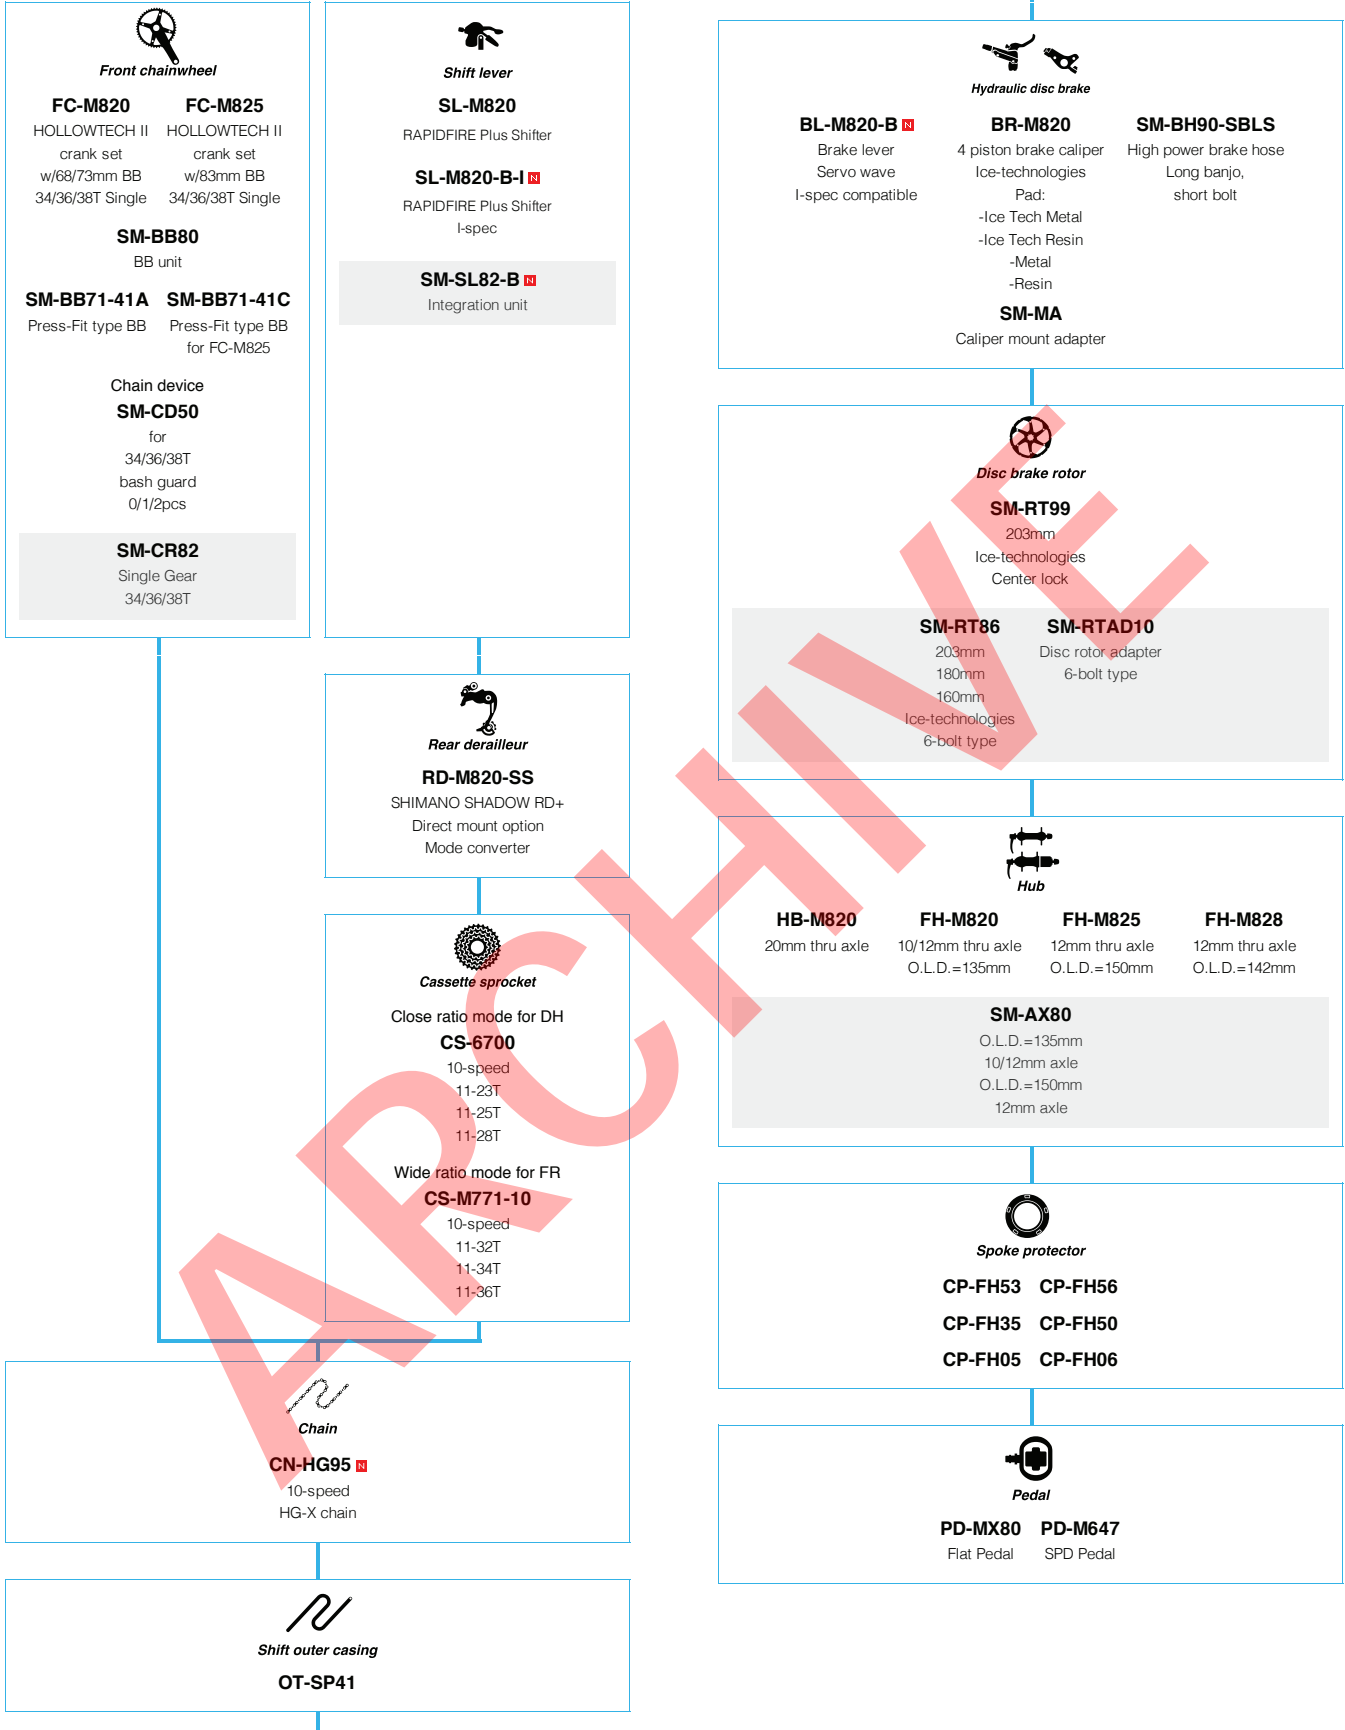 Front chainwheel
FC-M820 FC-M825
HOLLOWTECH II HOLLOWTECH II
crank set crank set
w/68/73mm BB w/83mm BB
34/36/38T Single 34/36/38T Single
SM-BB80
BB unit
SM-BB71-41A SM-BB71-41C
Press-Fit type BB Press-Fit type BB
for FC-M825
Chain device
SM-CD50
for
34/36/38T
bash guard
0/1/2pcs
SM-CR82
Single Gear
34/36/38T
Shift lever
SL-M820
RAPIDFIRE Plus Shifter
SL-M820-B-I N
RAPIDFIRE Plus Shifter
I-spec
SM-SL82-B N
Integration unit
Rear derailleur
RD-M820-SS
SHIMANO SHADOW RD+
Direct mount option
Mode converter
Cassette sprocket
Close ratio mode for DH
CS-6700
10-speed
11-23T
11-25T
11-28T
Wide ratio mode for FR
CS-M771-10
10-speed
11-32T
11-34T
11-36T
Chain
CN-HG95 N
10-speed
HG-X chain
Shift outer casing
OT-SP41
Hydraulic disc brake
BL-M820-B N BR-M820 SM-BH90-SBLS
Brake lever 4 piston brake caliper High power brake hose
Servo wave Ice-technologies Long banjo,
I-spec compatible Pad: short bolt
-Ice Tech Metal
-Ice Tech Resin
-Metal
-Resin
SM-MA
Caliper mount adapter
Disc brake rotor
SM-RT99
203mm
Ice-technologies
Center lock
SM-RT86 SM-RTAD10
203mm Disc rotor adapter
180mm 6-bolt type
160mm
Ice-technologies
6-bolt type
Hub
HB-M820 FH-M820 FH-M825 FH-M828
20mm thru axle 10/12mm thru axle 12mm thru axle 12mm thru axle
O.L.D.=135mm O.L.D.=150mm O.L.D.=142mm
SM-AX80
O.L.D.=135mm
10/12mm axle
O.L.D.=150mm
12mm axle
Spoke protector
CP-FH53 CP-FH56
CP-FH35 CP-FH50
CP-FH05 CP-FH06
Pedal
PD-MX80 PD-M647
Flat Pedal SPD Pedal
ARCHIVE